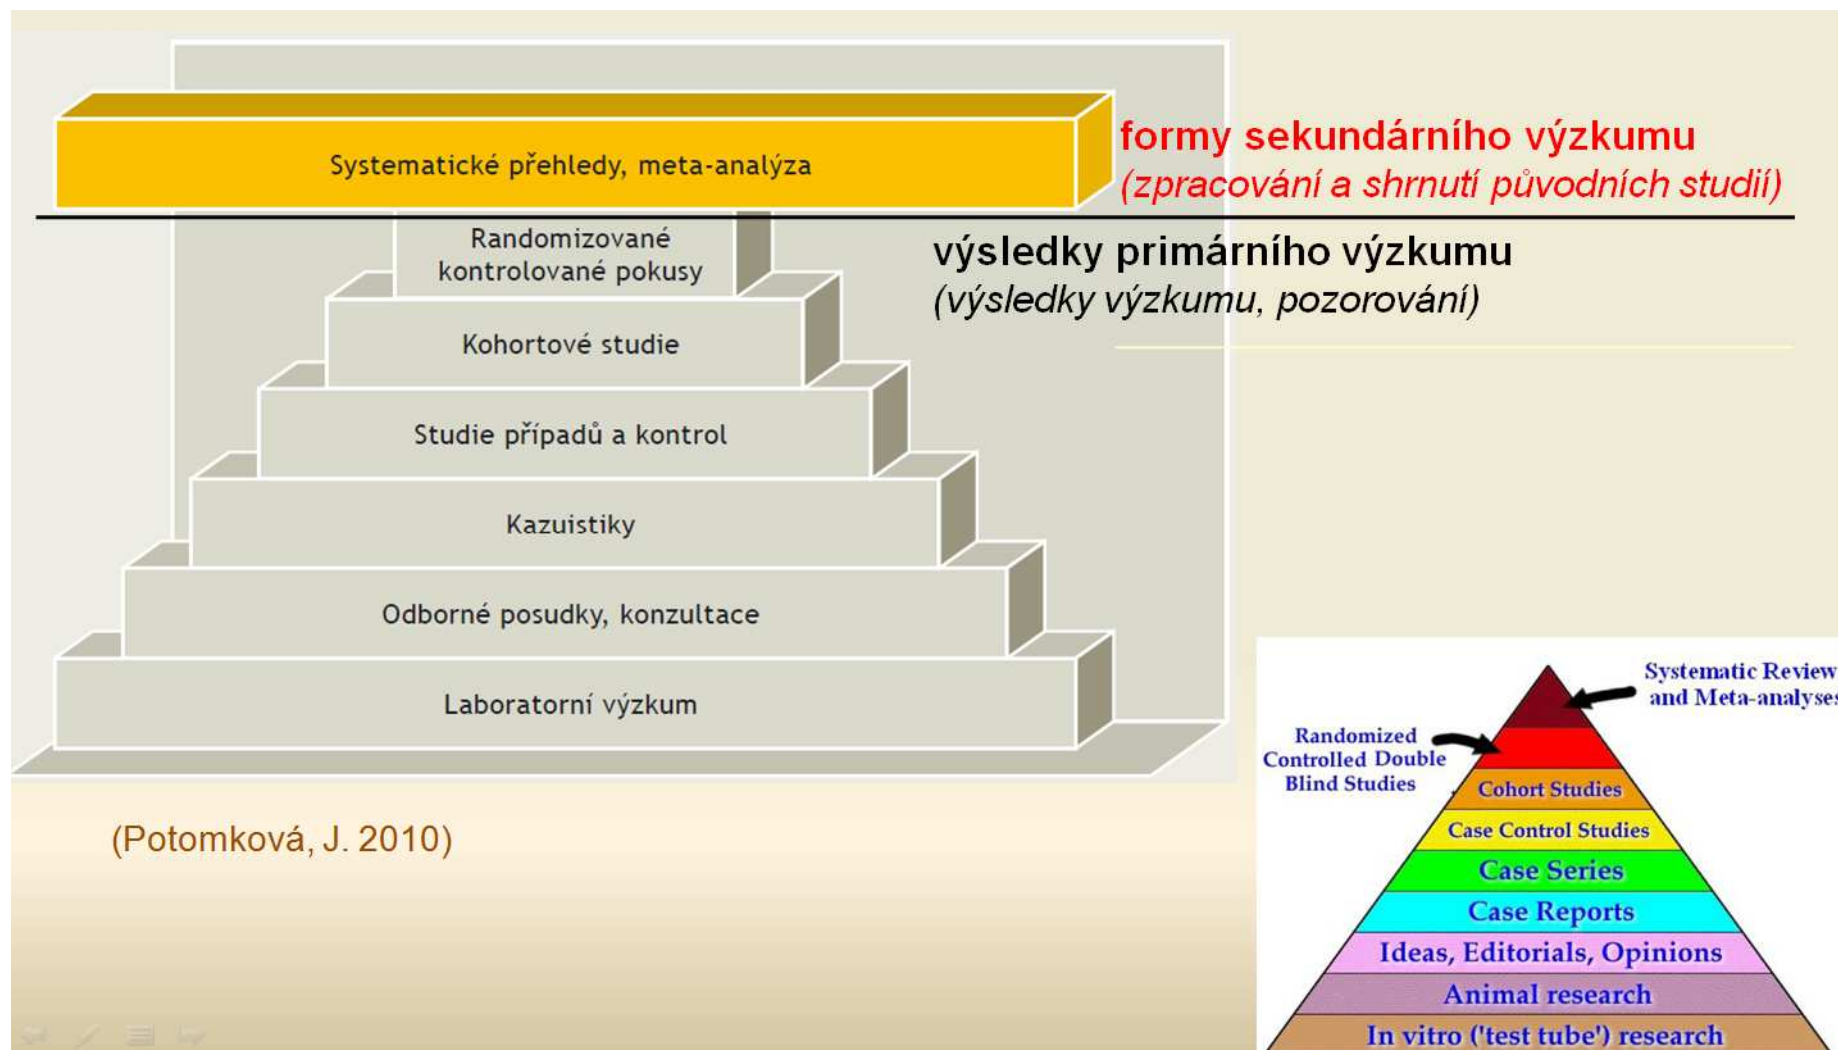 Systematické přehledy, meta-analýza
formy sekundárního výzkumu
(zpracování a shrnutí původních studií)
Randomizované
kontrolované pokusy
výsledky primárního výzkumu
(výsledky výzkumu, pozorování)
Kohortové studie
Studie případů a kontrol
Kazuistiky
Odborné posudky, konzultace
Laboratorní výzkum
(Potomková, J. 2010)
Systematic Review
and Meta-analyses
Randomized
Controlled Double
Blind Studies
Cohort Studies
Case Control Studies
Case Series
Case Reports
Ideas, Editorials, Opinions
Animal research
In vitro ('test tube') research